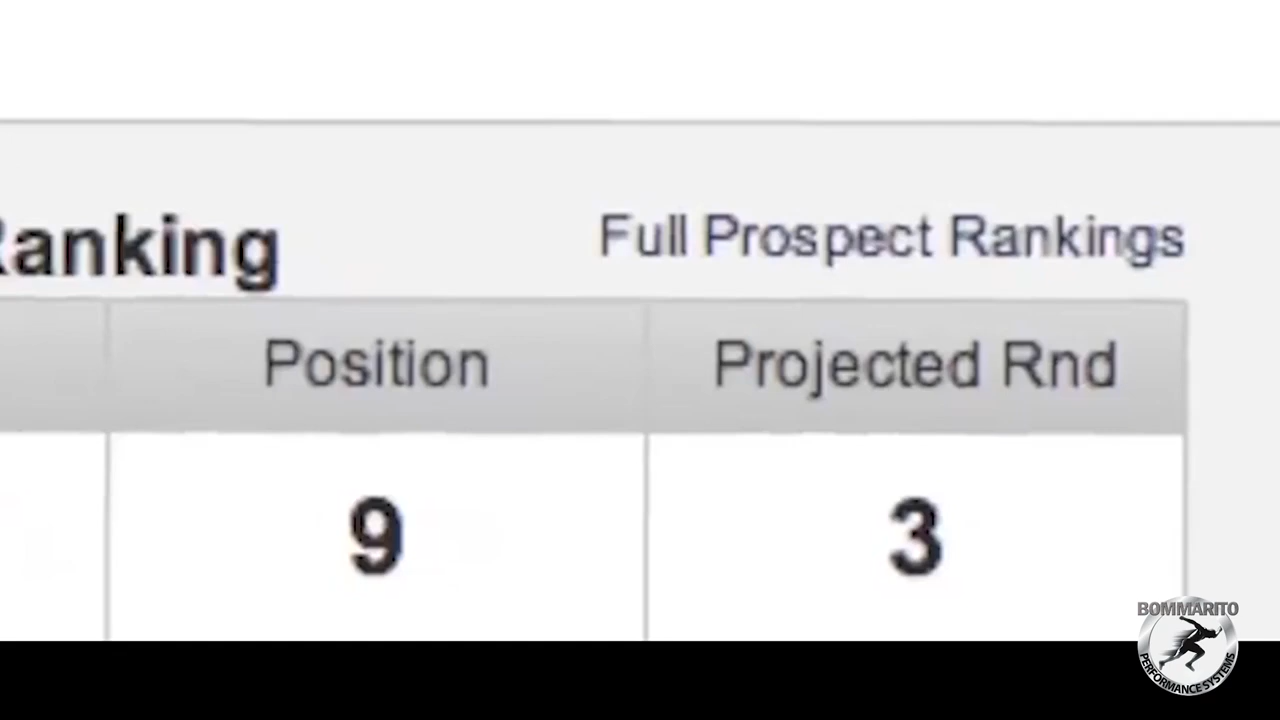 Ranking
Full Prospect Rankings
Position
Projected Rnd
9
3
BOMMARITO
PERFORMANCE SYSTEMS